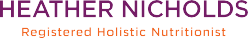 HEATHER NICHOLDS
Registered Holistic Nutritionist